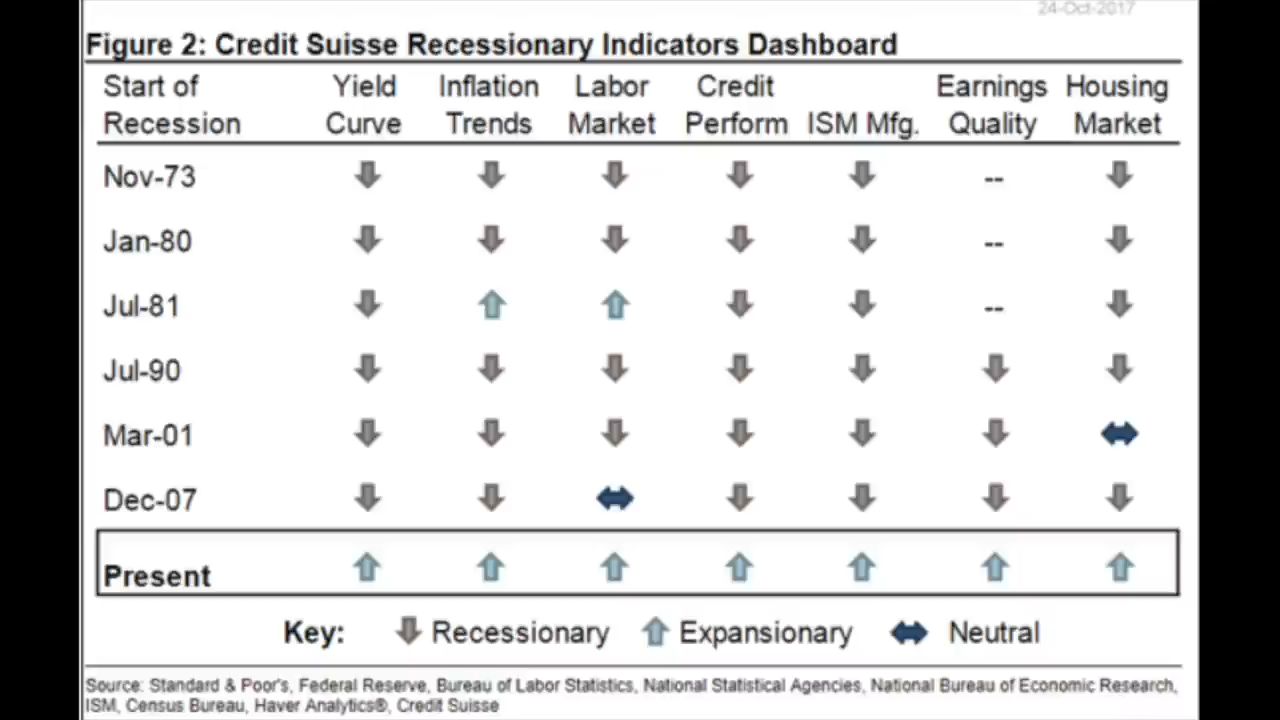 24-Oct-2017
Figure 2: Credit Suisse Recessionary Indicators Dashboard
Start of Yield Inflation Labor Credit Earnings Housing
Recession Curve Trends Market Perform ISM Mfg. Quality Market
Nov-73 --
Jan-80 --
Jul-81 --
Jul-90
Mar-01
Dec-07
Present
Key: Recessionary Expansionary Neutral
Source: Standard & Poor's, Federal Reserve, Bureau of Labor Statistics, National Statistical Agencies, National Bureau of Economic Research,
ISM, Census Bureau, Haver Analytics®, Credit Suisse